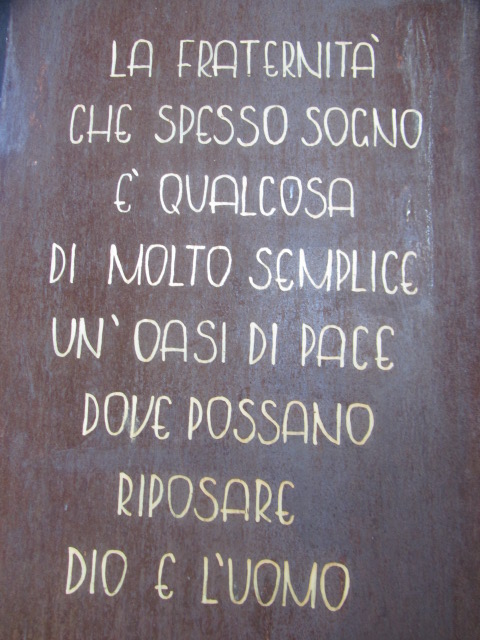 LA FRATERNITÀ
CHE SPESSO SOGNO
E' QUALCOSA
DI MOLTO SEMPLICE
UN' OASI DI PACE
DOVE POSSANO
RIPOSARE
DIO E L'UOMO